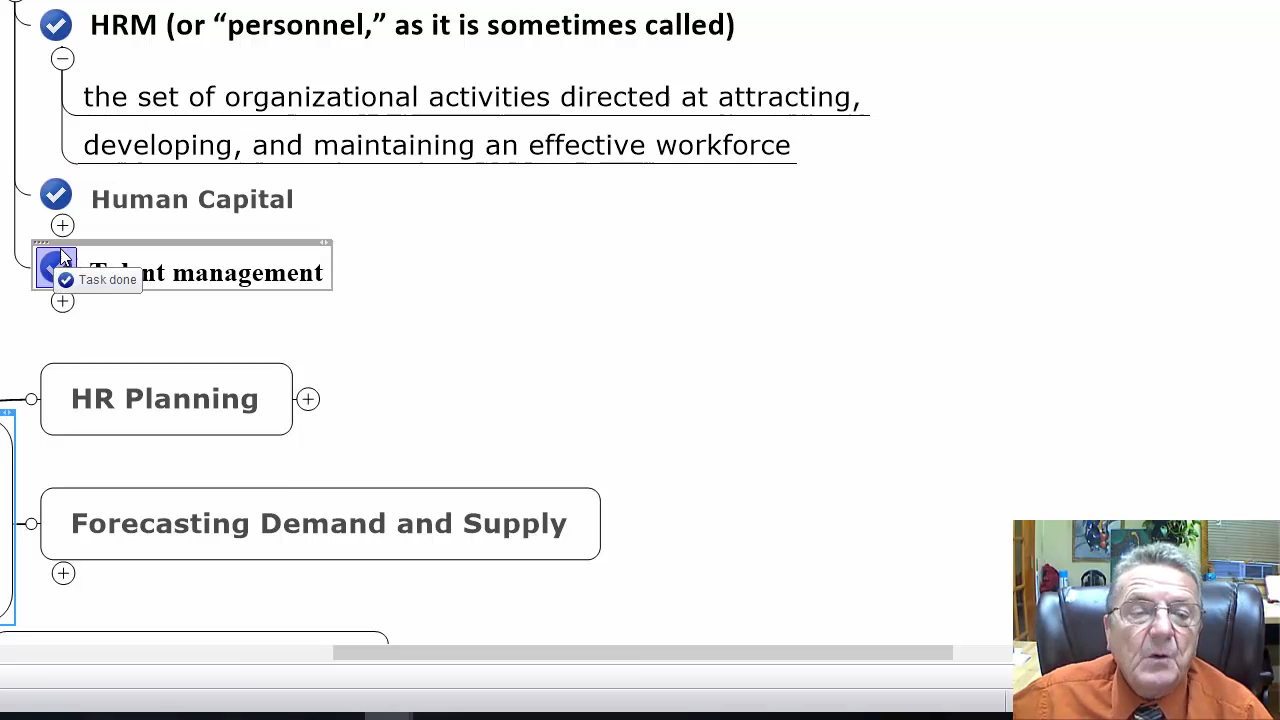 HRM (or “personnel,” as it is sometimes called)
the set of organizational activities directed at attracting,
developing, and maintaining an effective workforce
Human Capital
Talent management
Task done
HR Planning
Forecasting Demand and Supply